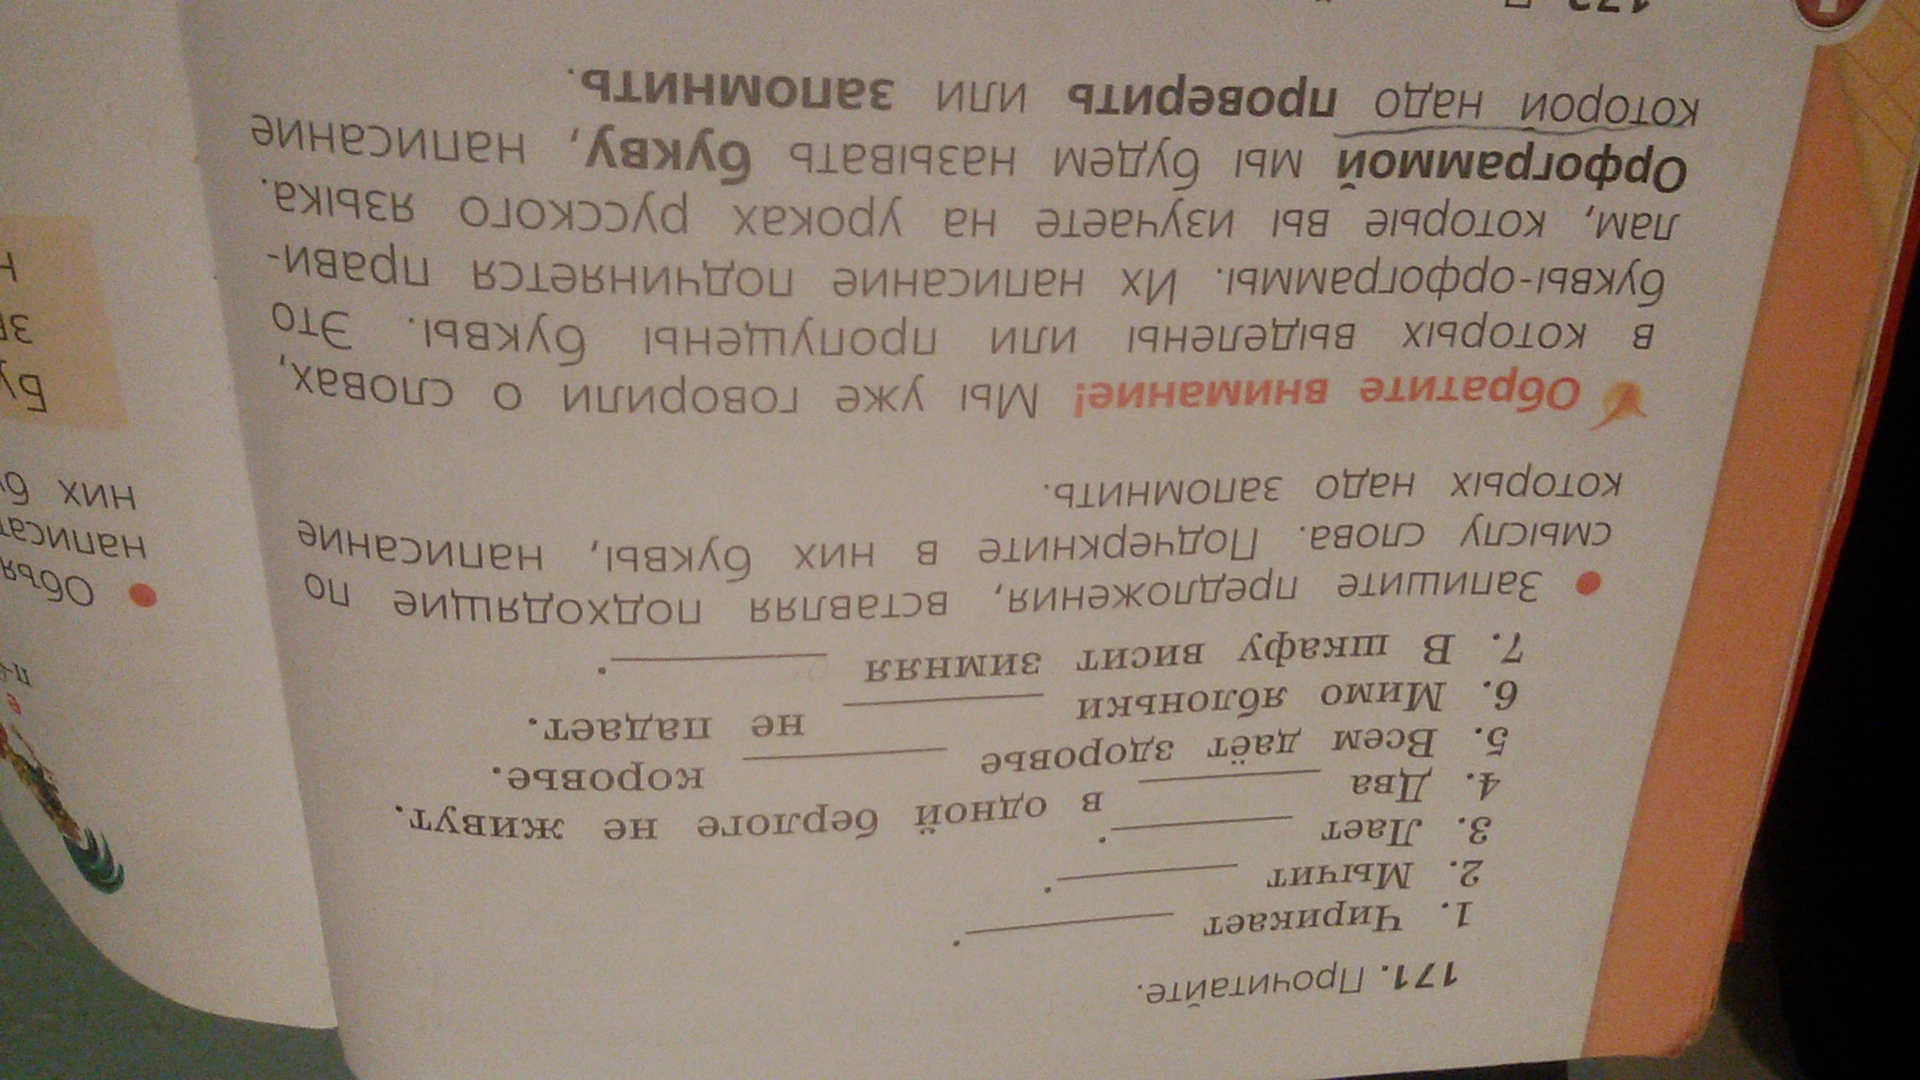 171. Прочитайте.
1. Чирикает ________.
2. Мычит ________.
3. Лает ________.
4. Два ________ в одной берлоге не живут.
5. Всем даёт здоровье ________ коровье.
6. Мимо яблоньки ________ не падает.
7. В шкафу висит зимняя ________.
● Запишите предложения, вставляя подходящие по
смыслу слова. Подчеркните в них буквы, написание
которых надо запомнить.
Обратите внимание! Мы уже говорили о словах,
в которых выделены или пропущены буквы. Это
буквы-орфограммы. Их написание подчиняется прави-
лам, которые вы изучаете на уроках русского языка.
Орфограммой мы будем называть букву, написание
которой надо проверить или запомнить.
них